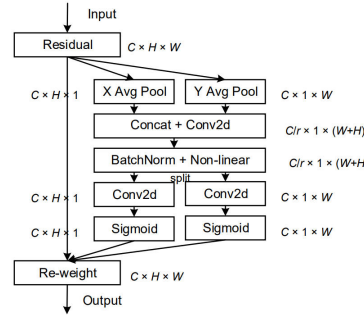 Input
Residual
C × H × W
C × H × 1
X Avg Pool
Y Avg Pool
C × 1 × W
Concat + Conv2d
C/r × 1 × (W+H
BatchNorm + Non-linear
C/r × 1 × (W+H
split
C × H × 1
Conv2d
Conv2d
C × 1 × W
C × H × 1
Sigmoid
Sigmoid
C × 1 × W
Re-weight
C × H × W
Output